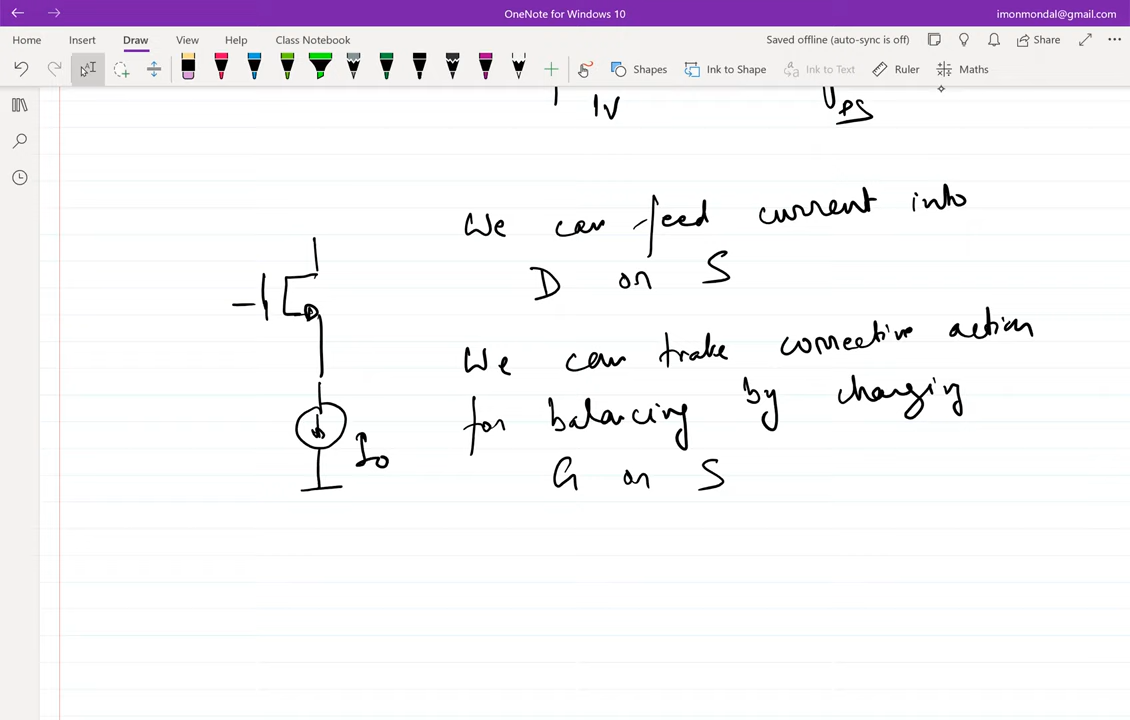 OneNote for Windows 10
imonmondal@gmail.com
Home Insert Draw View Help Class Notebook
Saved offline (auto-sync is off) Share
Shapes Ink to Shape Ink to Text Ruler Maths
1V
We can feed current into
D or S
We can take corrective action
for balancing by changing
G or S
I0